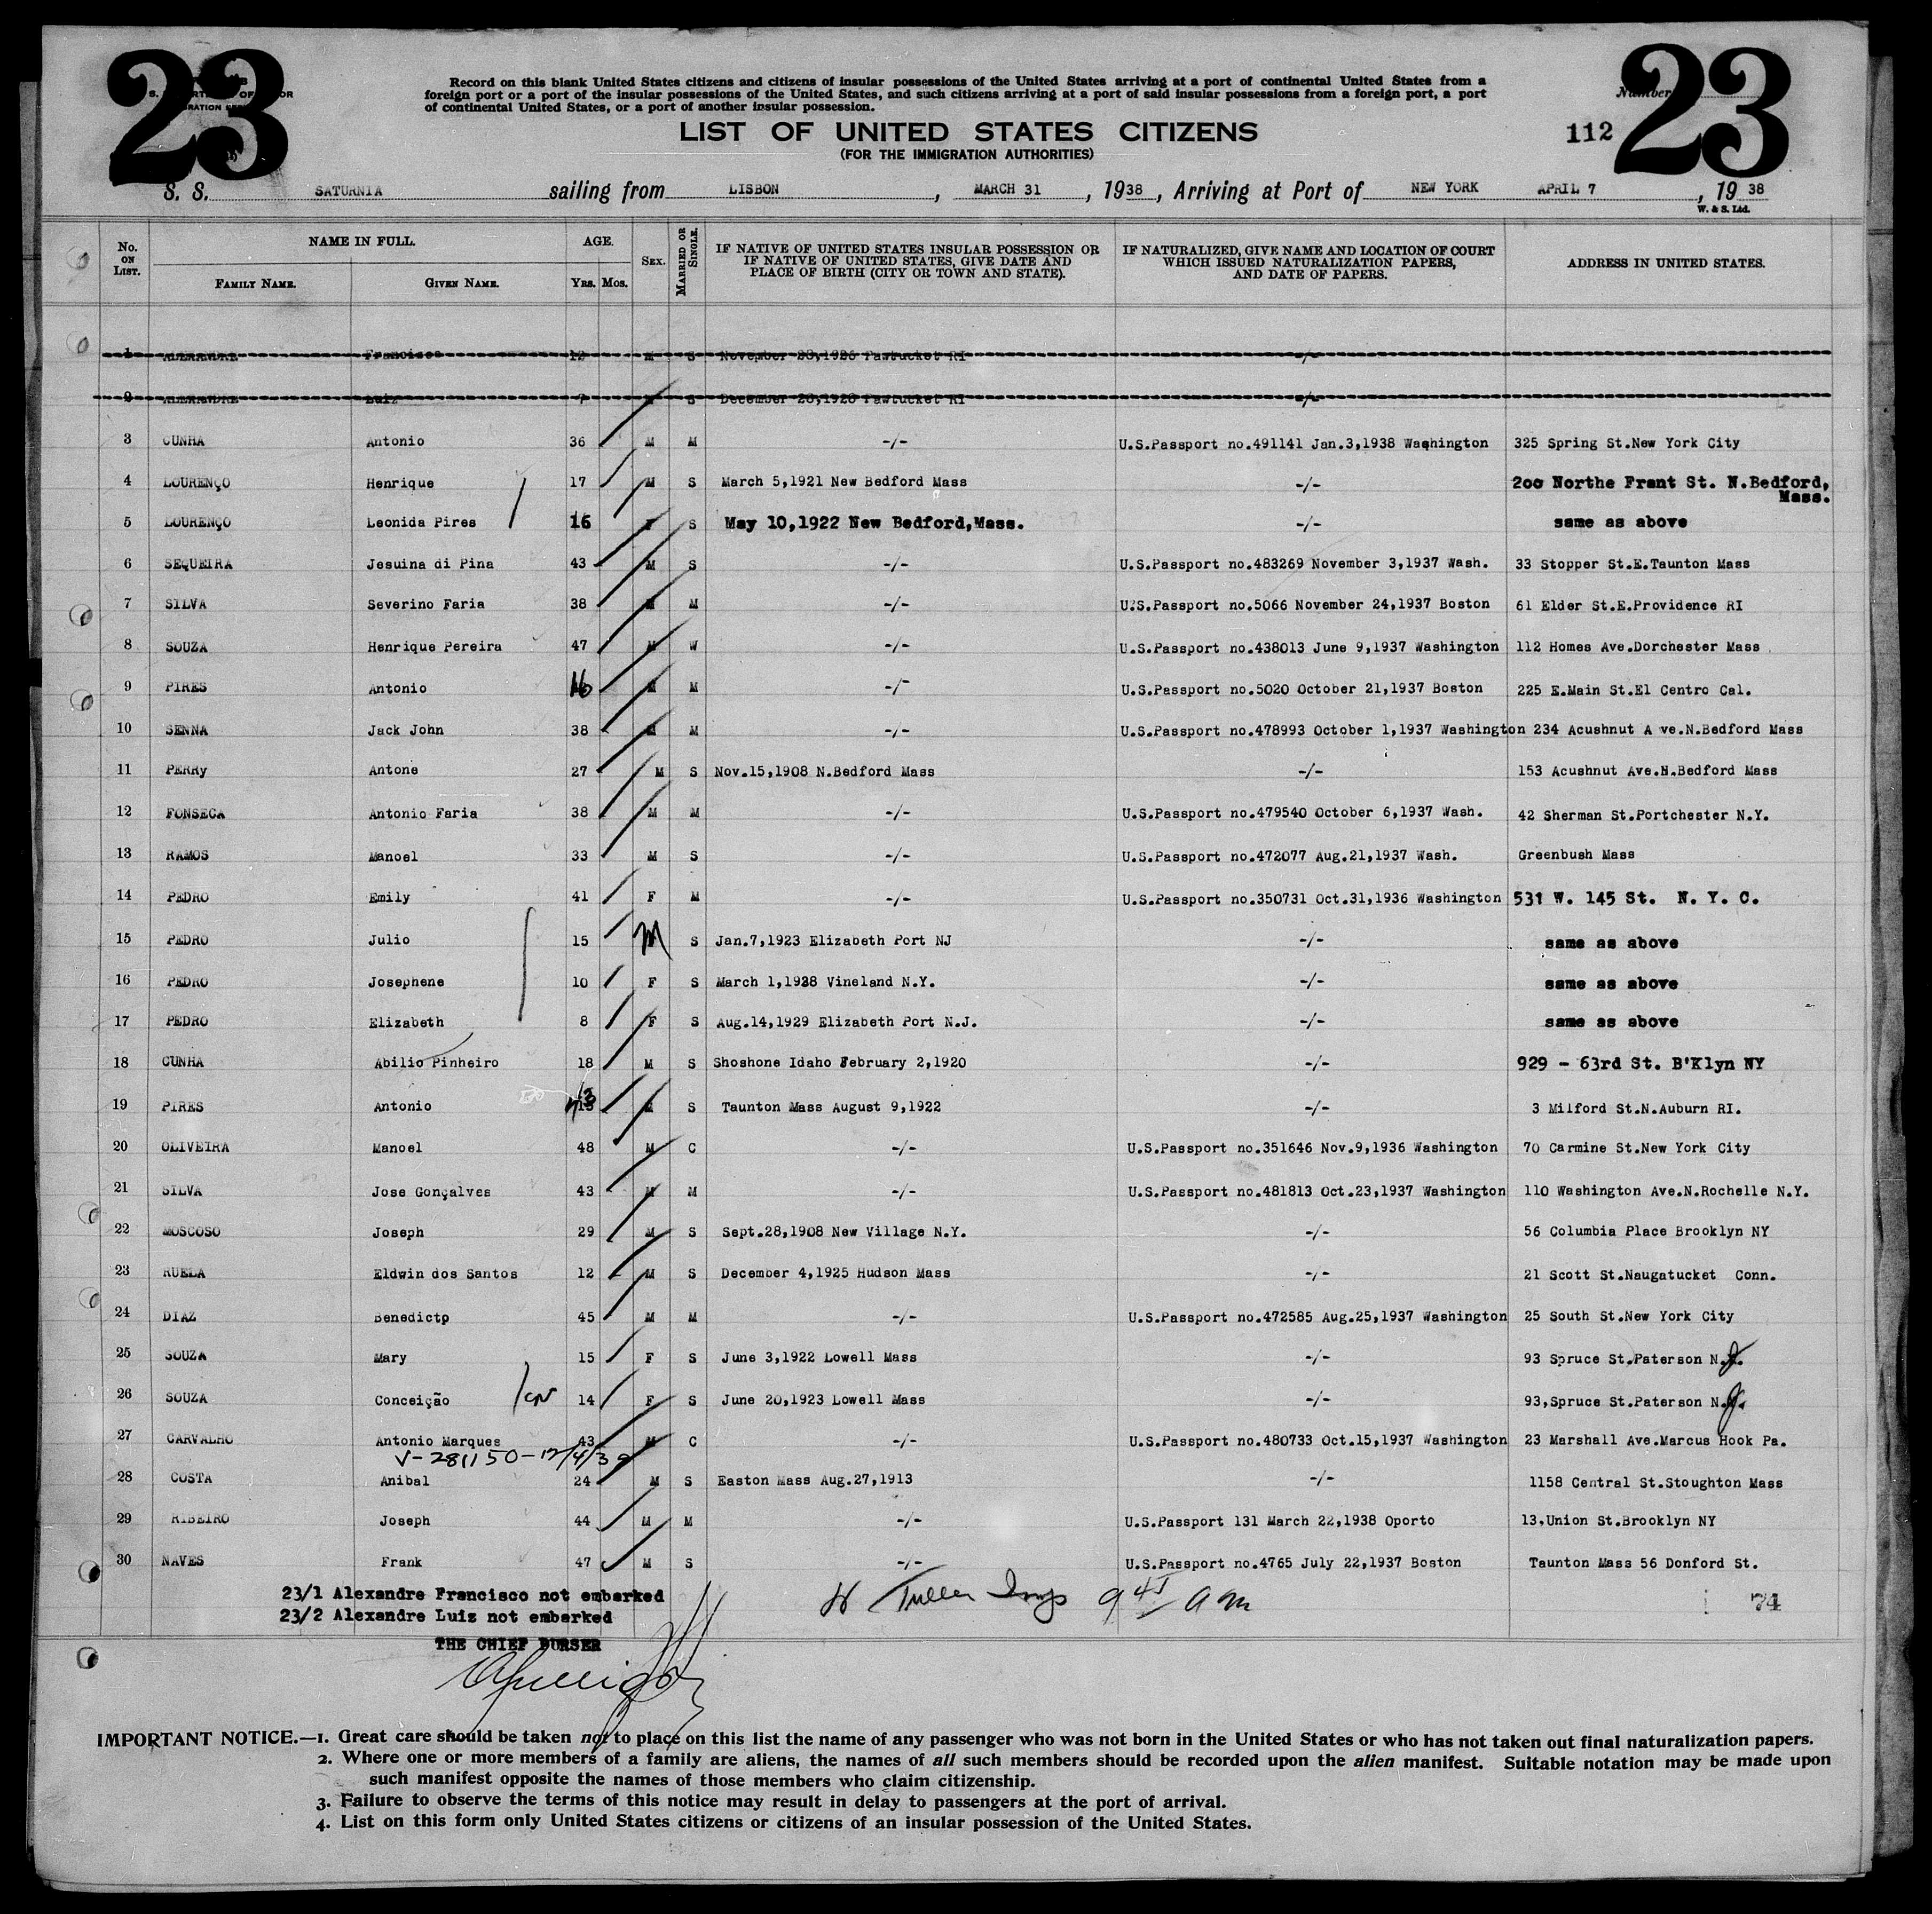 23
23
Record on this blank United States citizens and citizens of insular possessions of the United States arriving at a port of continental United States from a
foreign port or a port of the insular possessions of the United States, and such citizens arriving at a port of said insular possessions from a foreign port, a port
of continental United States, or a port of another insular possession.
Number
LIST OF UNITED STATES CITIZENS
112
(FOR THE IMMIGRATION AUTHORITIES)
S. S. SATURNIA sailing from LISBON, MARCH 31, 1938, Arriving at Port of NEW YORK APRIL 7, 1938
W. & S. Ltd.
No. ON LIST. NAME IN FULL. FAMILY NAME. GIVEN NAME. AGE. YRS. MOS. SEX. MARRIED OR SINGLE. IF NATIVE OF UNITED STATES INSULAR POSSESSION OR IF NATIVE OF UNITED STATES, GIVE DATE AND PLACE OF BIRTH (CITY OR TOWN AND STATE). IF NATURALIZED, GIVE NAME AND LOCATION OF COURT WHICH ISSUED NATURALIZATION PAPERS, AND DATE OF PAPERS. ADDRESS IN UNITED STATES.
1 ALEXANDRE Francisco 12 M S November 28,1926 Pawtucket RI -/-
2 ALEXANDRE Luiz 7 S December 26,1920 Pawtucket RI -/-
3 CUNHA Antonio 36 M M -/- U.S.Passport no.491141 Jan.3,1938 Washington 325 Spring St.New York City
4 LOURENÇO Henrique 17 M S March 5,1921 New Bedford Mass -/- 200 Northe Frant St. N.Bedford, Mass.
5 LOURENÇO Leonida Pires 16 F S May 10,1922 New Bedford,Mass. -/- same as above
6 SEQUEIRA Jesuina di Pina 43 M S -/- U.S.Passport no.483269 November 3,1937 Wash. 33 Stopper St.E.Taunton Mass
7 SILVA Severino Faria 38 M M -/- U.S.Passport no.5066 November 24,1937 Boston 61 Elder St.E.Providence RI
8 SOUZA Henrique Pereira 47 M W -/- U.S.Passport no.438013 June 9,1937 Washington 112 Homes Ave.Dorchester Mass
9 PIRES Antonio 16 M M -/- U.S.Passport no.5020 October 21,1937 Boston 225 E.Main St.El Centro Cal.
10 SENNA Jack John 38 M M -/- U.S.Passport no.478993 October 1,1937 Washington 234 Acushnut A ve.N.Bedford Mass
11 PERRy Antone 27 M S Nov.15,1908 N.Bedford Mass -/- 153 Acushnut Ave.N.Bedford Mass
12 FONSECA Antonio Faria 38 M M -/- U.S.Passport no.479540 October 6,1937 Wash. 42 Sherman St.Portchester N.Y.
13 RAMOS Manoel 33 M S -/- U.S.Passport no.472077 Aug.21,1937 Wash. Greenbush Mass
14 PEDRO Emily 41 F M -/- U.S.Passport no.350731 Oct.31,1936 Washington 531 W. 145 St. N. Y. C.
15 PEDRO Julio 15 M S Jan.7,1923 Elizabeth Port NJ -/- same as above
16 PEDRO Josephene 10 F S March 1,1928 Vineland N.Y. -/- same as above
17 PEDRO Elizabeth 8 F S Aug.14,1929 Elizabeth Port N.J. -/- same as above
18 CUNHA Abilio Pinheiro 18 M S Shoshone Idaho February 2,1920 -/- 929 - 63rd St. B'Klyn NY
19 PIRES Antonio 15 M S Taunton Mass August 9,1922 -/- 3 Milford St.N.Auburn RI.
20 OLIVEIRA Manoel 48 M C -/- U.S.Passport no.351646 Nov.9,1936 Washington 70 Carmine St.New York City
21 SILVA Jose Gonçalves 43 M M -/- U.S.Passport no.481813 Oct.23,1937 Washington 110 Washington Ave.N.Rochelle N.Y.
22 MOSCOSO Joseph 29 M S Sept.28,1908 New Village N.Y. -/- 56 Columbia Place Brooklyn NY
23 RUELA Eldwin dos Santos 12 M S December 4,1925 Hudson Mass -/- 21 Scott St.Naugatucket Conn.
24 DIAZ Benedicto 45 M M -/- U.S.Passport no.472585 Aug.25,1937 Washington 25 South St.New York City
25 SOUZA Mary 15 F S June 3,1922 Lowell Mass -/- 93 Spruce St.Paterson N.J.
26 SOUZA Conceição 14 F S June 20,1923 Lowell Mass -/- 93,Spruce St.Paterson N.J.
27 CARVALHO Antonio Marques 43 M C -/- U.S.Passport no.480733 Oct.15,1937 Washington 23 Marshall Ave.Marcus Hook Pa.
V-281150-12/4/39
28 COSTA Anibal 24 M S Easton Mass Aug.27,1913 -/- 1158 Central St.Stoughton Mass
29 RIBEIRO Joseph 44 M M -/- U.S.Passport 131 March 22,1938 Oporto 13,Union St.Brooklyn NY
30 NAVES Frank 47 M S -/- U.S.Passport no.4765 July 22,1937 Boston Taunton Mass 56 Donford St.
23/1 Alexandre Francisco not embarked
23/2 Alexandre Luiz not embarked
9 45 am
74
THE CHIEF PURSER
IMPORTANT NOTICE.—1. Great care should be taken not to place on this list the name of any passenger who was not born in the United States or who has not taken out final naturalization papers.
2. Where one or more members of a family are aliens, the names of all such members should be recorded upon the alien manifest. Suitable notation may be made upon
such manifest opposite the names of those members who claim citizenship.
3. Failure to observe the terms of this notice may result in delay to passengers at the port of arrival.
4. List on this form only United States citizens or citizens of an insular possession of the United States.